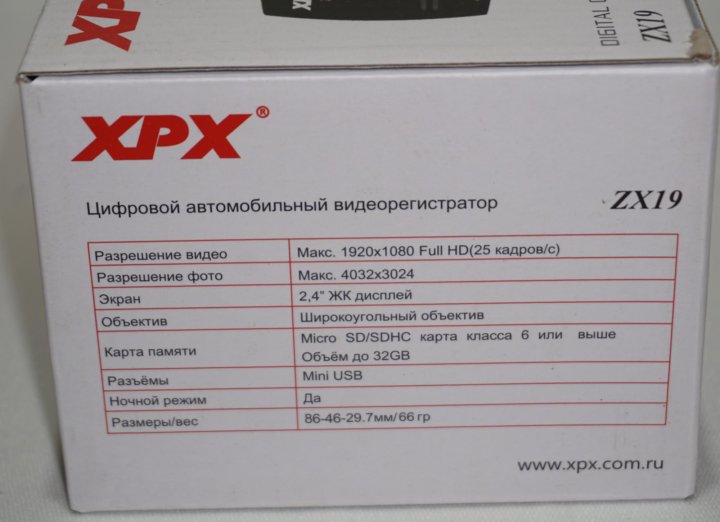 XPX
DIGITAL
ZX19
XPX®
Цифровой автомобильный видеорегистратор ZX19
Разрешение видео Макс. 1920x1080 Full HD(25 кадров/с)
Разрешение фото Макс. 4032x3024
Экран 2,4" ЖК дисплей
Объектив Широкоугольный объектив
Карта памяти Micro SD/SDHC карта класса 6 или выше
Объём до 32GB
Разъёмы Mini USB
Ночной режим Да
Размеры/вес 86-46-29.7мм/66 гр
www.xpx.com.ru